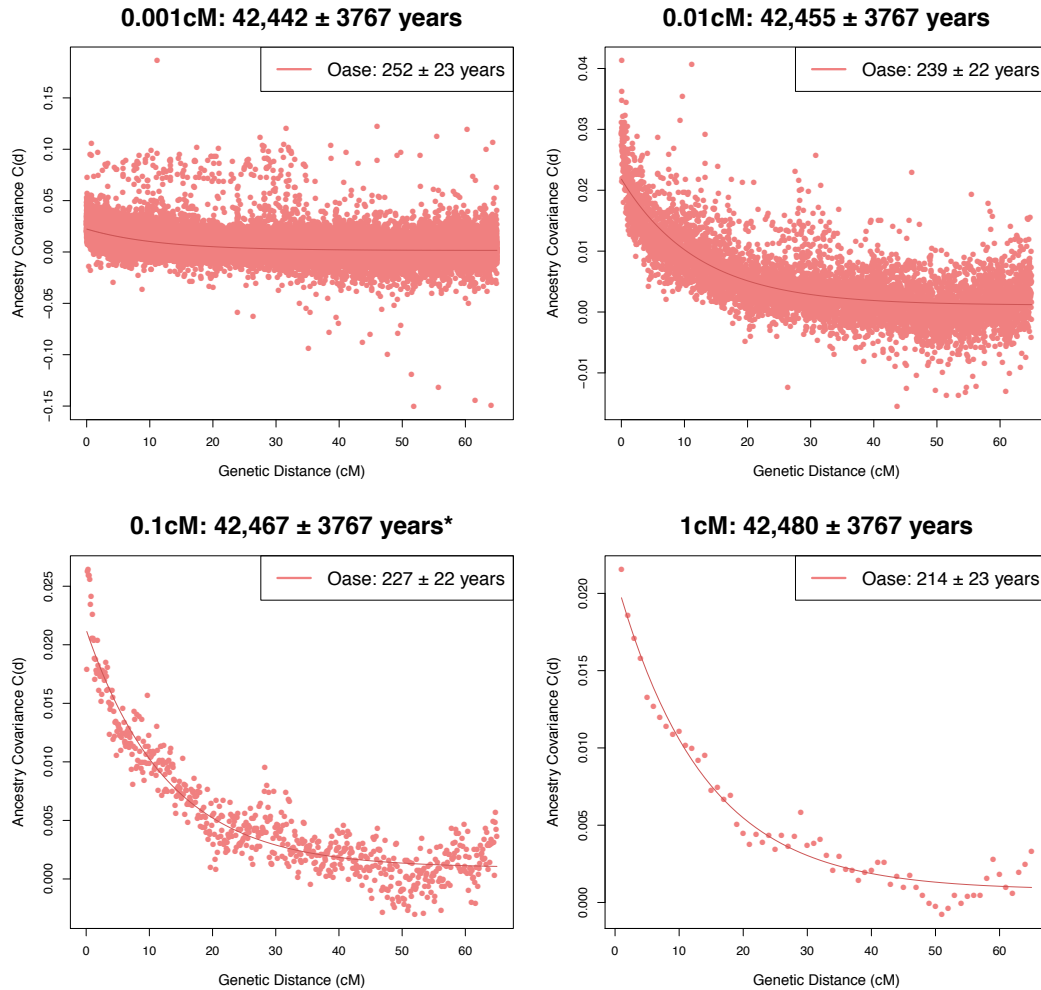 0.001cM: 42,442 ± 3767 years
Oase: 252 ± 23 years
Ancestry Covariance C(d)
0.15
0.10
0.05
0.00
−0.05
−0.10
−0.15
0 10 20 30 40 50 60
Genetic Distance (cM)
0.01cM: 42,455 ± 3767 years
Oase: 239 ± 22 years
Ancestry Covariance C(d)
0.04
0.03
0.02
0.01
0.00
−0.01
0 10 20 30 40 50 60
Genetic Distance (cM)
0.1cM: 42,467 ± 3767 years*
Oase: 227 ± 22 years
Ancestry Covariance C(d)
0.025
0.020
0.015
0.010
0.005
0.000
0 10 20 30 40 50 60
Genetic Distance (cM)
1cM: 42,480 ± 3767 years
Oase: 214 ± 23 years
Ancestry Covariance C(d)
0.020
0.015
0.010
0.005
0.000
0 10 20 30 40 50 60
Genetic Distance (cM)